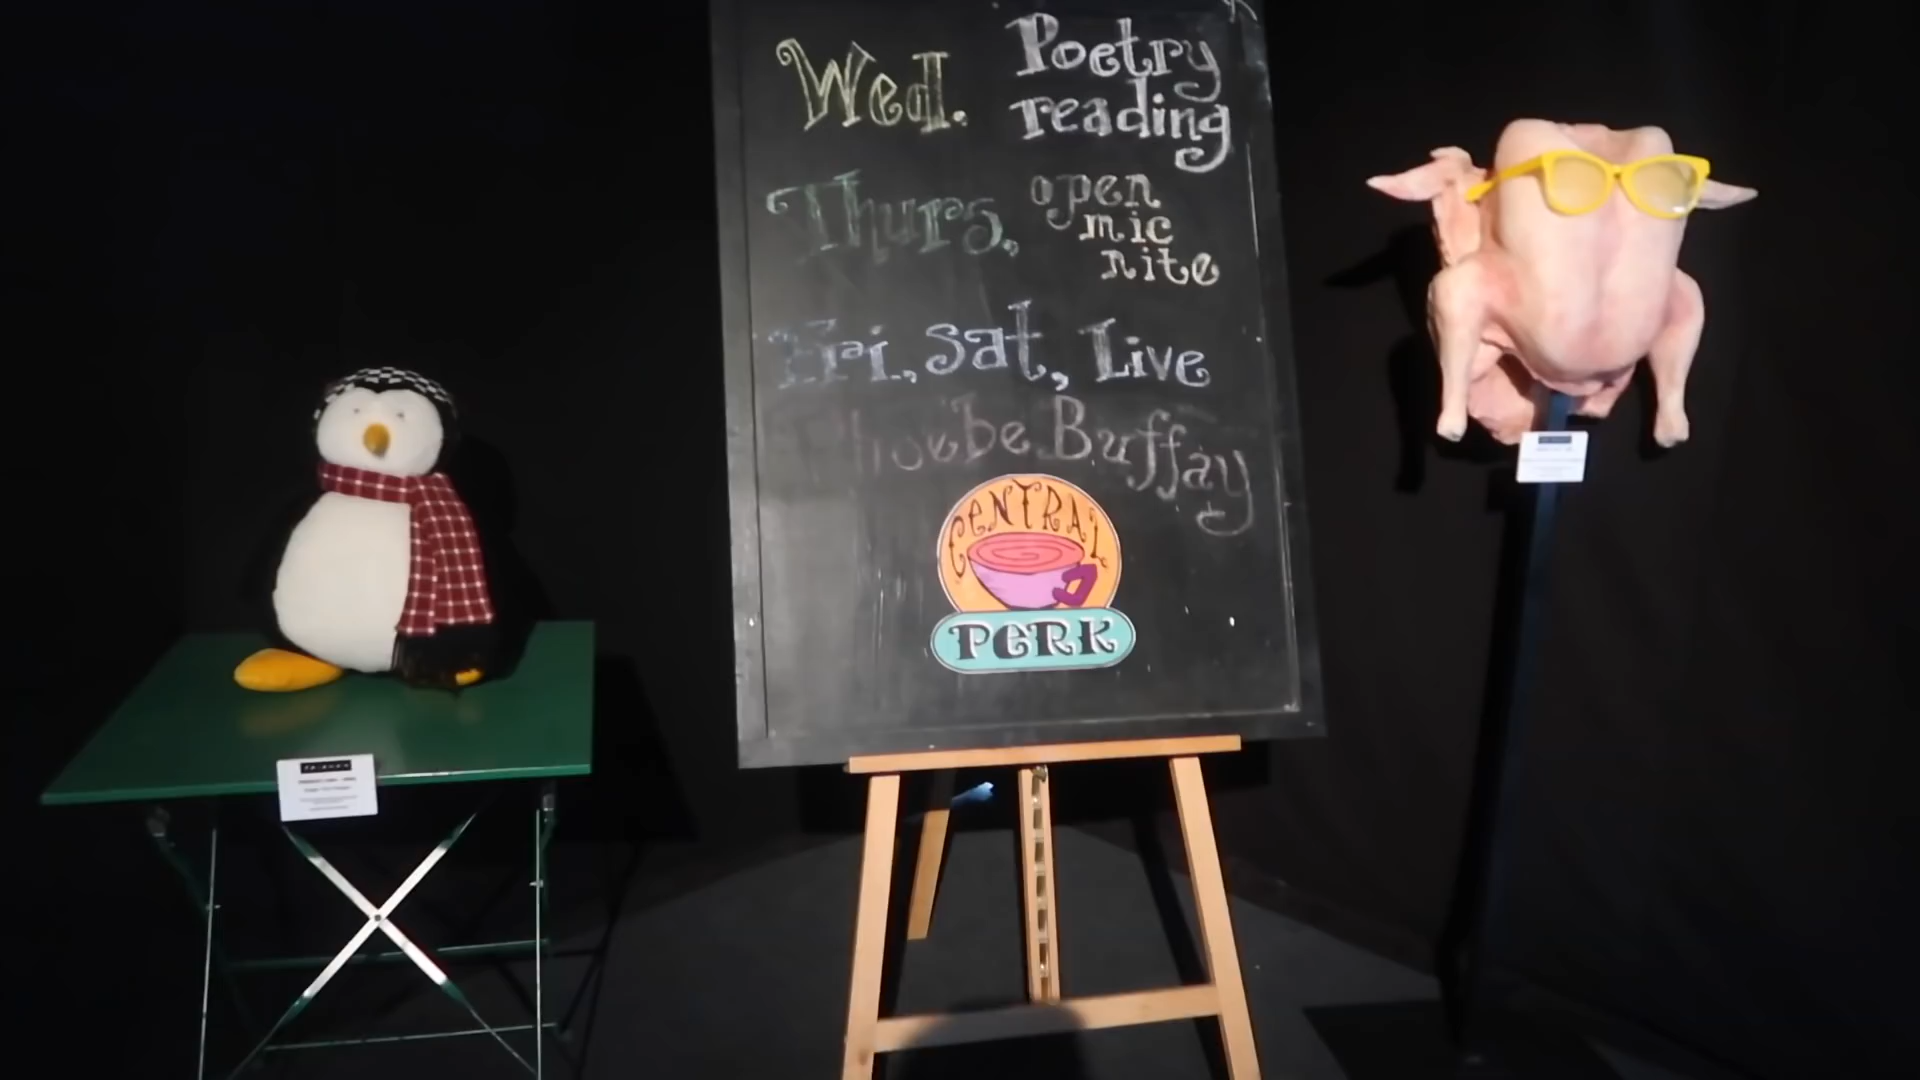 Wed. Poetry
reading
Thurs. open
mic
nite
Fri, Sat, Live
Phoebe Buffay
CENTRAL
PERK